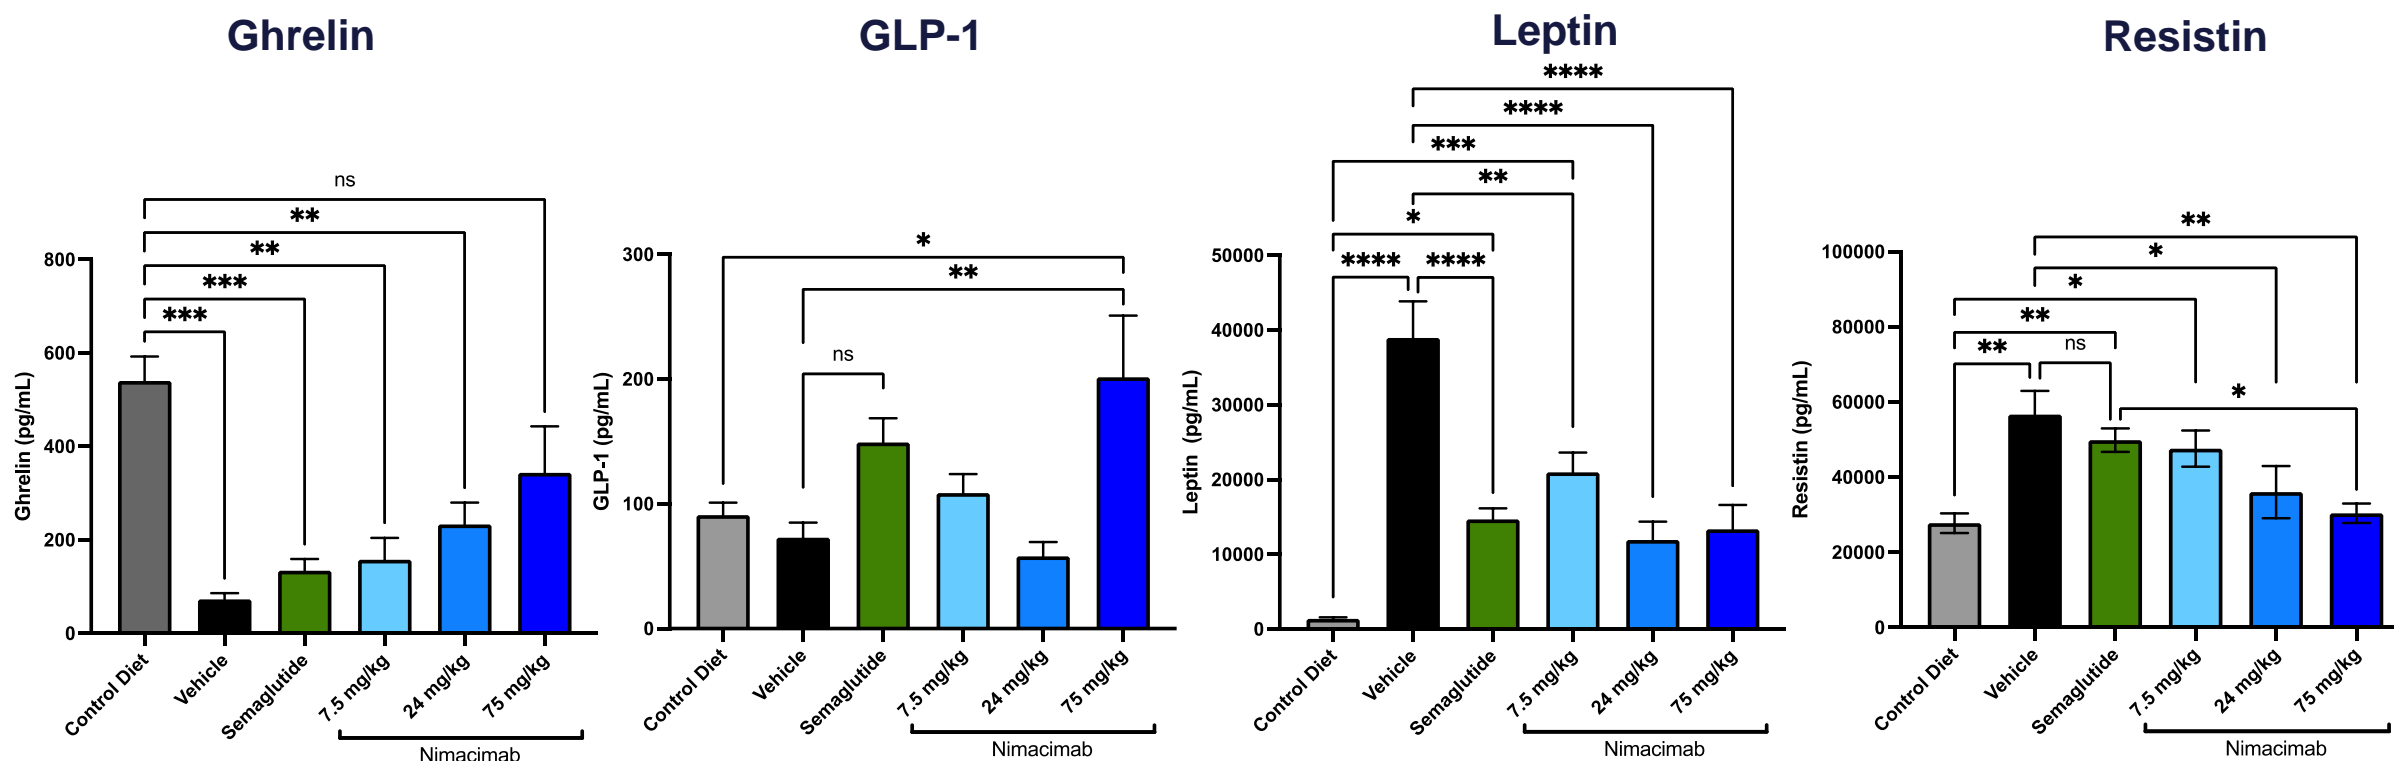 Ghrelin
ns
**
**
***
***
800
600
400
200
0
Ghrelin (pg/mL)
Control Diet
Vehicle
Semaglutide
7.5 mg/kg
24 mg/kg
75 mg/kg
Nimacimab
GLP-1
*
**
ns
300
200
100
0
GLP-1 (pg/mL)
Control Diet
Vehicle
Semaglutide
7.5 mg/kg
24 mg/kg
75 mg/kg
Nimacimab
Leptin
****
****
***
**
*
**** ****
50000
40000
30000
20000
10000
0
Leptin (pg/mL)
Control Diet
Vehicle
Semaglutide
7.5 mg/kg
24 mg/kg
75 mg/kg
Nimacimab
Resistin
**
*
*
**
** ns
*
100000
80000
60000
40000
20000
0
Resistin (pg/mL)
Control Diet
Vehicle
Semaglutide
7.5 mg/kg
24 mg/kg
75 mg/kg
Nimacimab